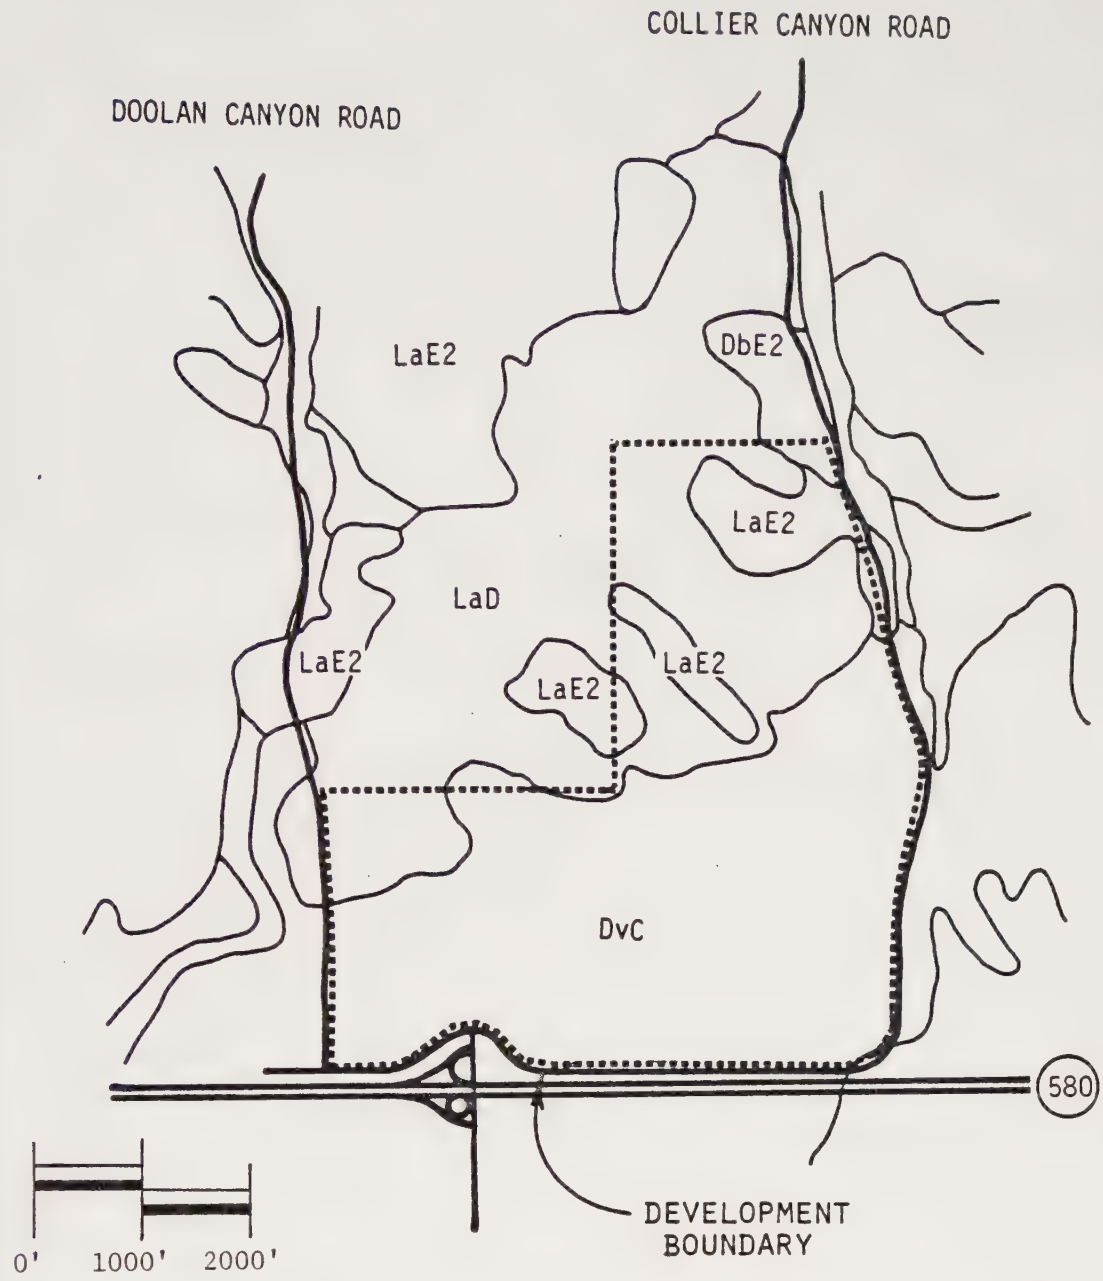 COLLIER CANYON ROAD
DOOLAN CANYON ROAD
LaE2
DbE2
LaE2
LaD
LaE2
LaE2
LaE2
DvC
580
DEVELOPMENT
BOUNDARY
0' 1000' 2000'